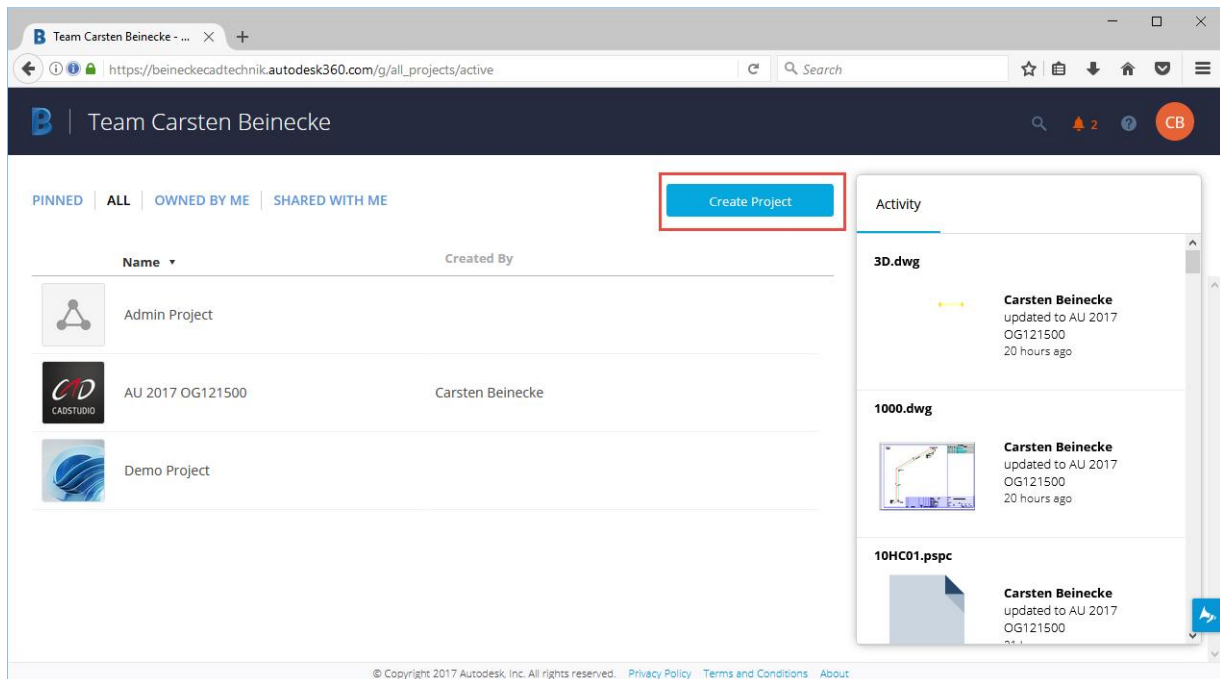 B Team Carsten Beinecke - ... × +
https://beineckecadtechnik.autodesk360.com/g/all_projects/active Search
B | Team Carsten Beinecke 2 CB
PINNED ALL OWNED BY ME SHARED WITH ME Create Project
Activity
Name Created By
Admin Project
CAD CADSTUDIO AU 2017 OG121500 Carsten Beinecke
Demo Project
3D.dwg
Carsten Beinecke
updated to AU 2017
OG121500
20 hours ago
1000.dwg
Carsten Beinecke
updated to AU 2017
OG121500
20 hours ago
10HC01.pspc
Carsten Beinecke
updated to AU 2017
OG121500
© Copyright 2017 Autodesk, Inc. All rights reserved. Privacy Policy Terms and Conditions About